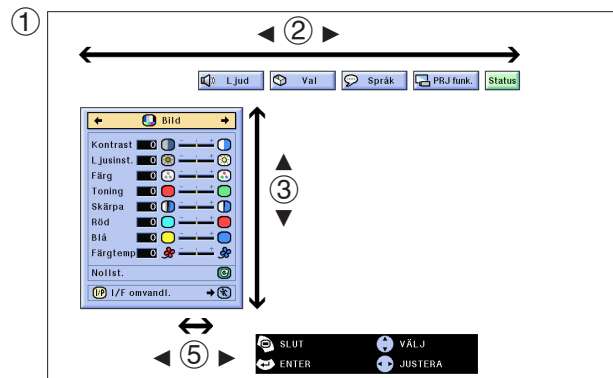 ①
◄ ② ►
Ljud Val Språk PRJ funk. Status
← Bild →
Kontrast 0 - +
Ljusinst. 0 - +
Färg 0 - +
Toning 0 - +
Skärpa 0 - +
Röd 0 - +
Blå 0 - +
Färgtemp 0 - +
Nollst.
I/P I/F omvandl. →
▲
③
▼
◄ ⑤ ►
SLUT VÄLJ
ENTER JUSTERA